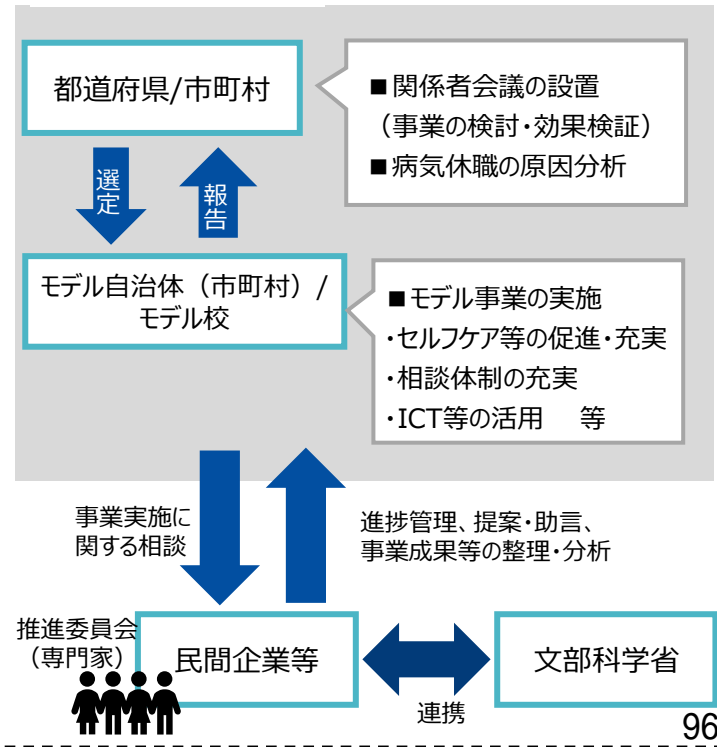 都道府県/市町村
■関係者会議の設置
（事業の検討・効果検証）
■病気休職の原因分析
選定
報告
モデル自治体（市町村）/
モデル校
■モデル事業の実施
・セルフケア等の促進・充実
・相談体制の充実
・ICT等の活用　等
事業実施に
関する相談
進捗管理、提案・助言、
事業成果等の整理・分析
推進委員会
（専門家）
民間企業等
連携
文部科学省
96